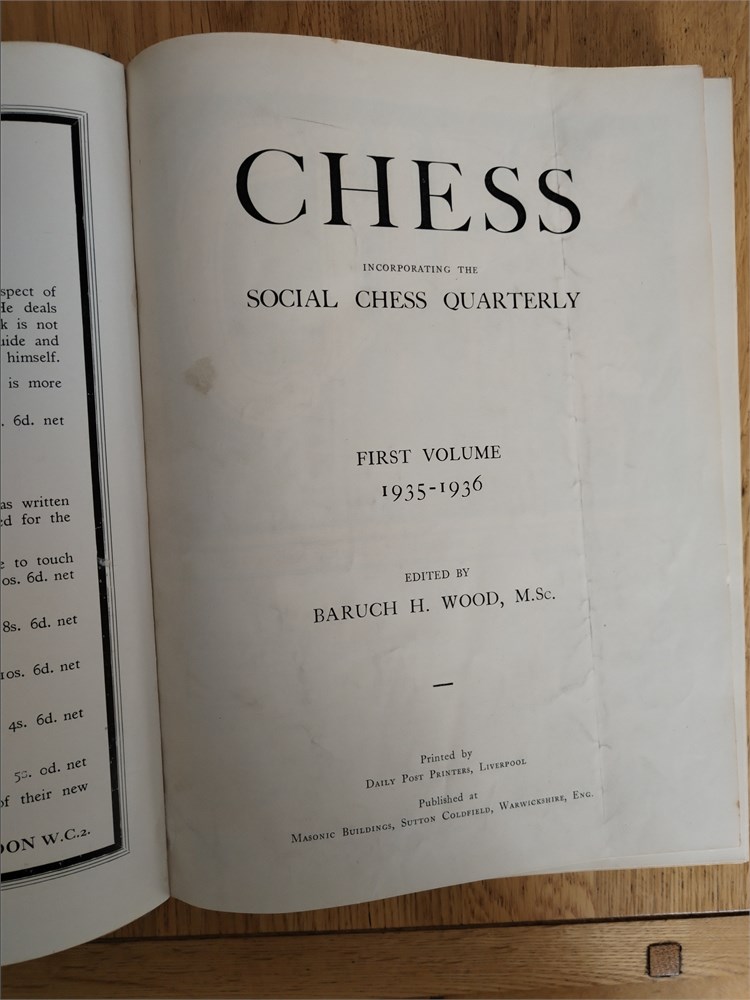 spect of
He deals
k is not
uide and
himself.
is more
. 6d. net
as written
ed for the
e to touch
os. 6d. net
8s. 6d. net
10s. 6d. net
4s. 6d. net
5s. od. net
of their new
DON W.C.2.
CHESS
INCORPORATING THE
SOCIAL CHESS QUARTERLY
FIRST VOLUME
1935-1936
EDITED BY
BARUCH H. WOOD, M.Sc.
Printed by
DAILY POST PRINTERS, LIVERPOOL
Published at
MASONIC BUILDINGS, SUTTON COLDFIELD, WARWICKSHIRE, ENG.